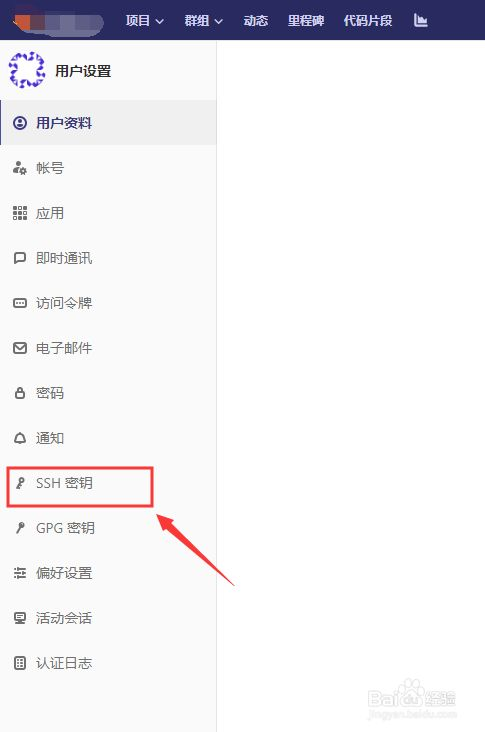 项目 群组 动态 里程碑 代码片段
用户设置
用户资料
帐号
应用
即时通讯
访问令牌
电子邮件
密码
通知
SSH 密钥
GPG 密钥
偏好设置
活动会话
认证日志
Baidu 经验
jingyan.baidu.com